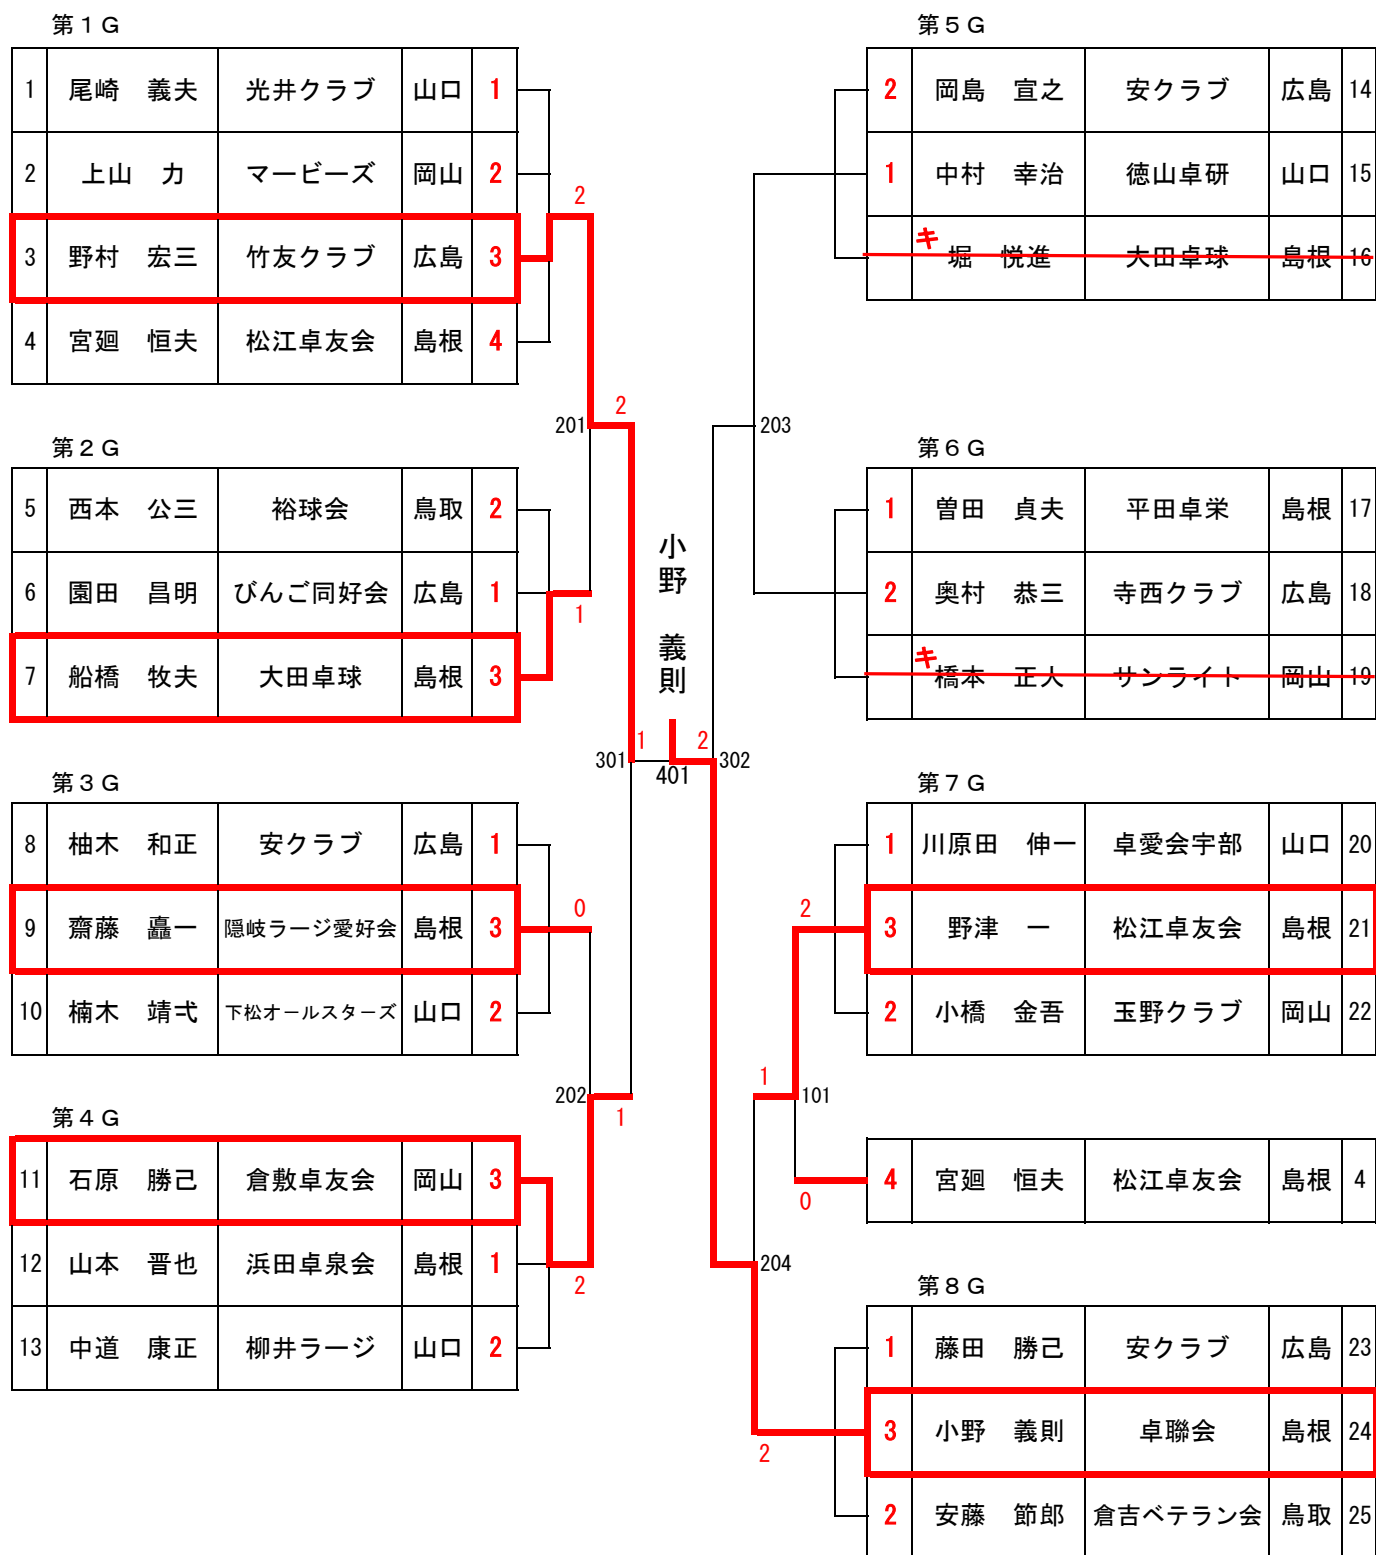 第1G
1 尾崎 義夫 光井クラブ 山口 1
2 上山 力 マービーズ 岡山 2
3 野村 宏三 竹友クラブ 広島 3
4 宮廻 恒夫 松江卓友会 島根 4
2
201
2
第2G
5 西本 公三 裕球会 鳥取 2
6 園田 昌明 びんご同好会 広島 1
7 船橋 牧夫 大田卓球 島根 3
1
第3G
8 柚木 和正 安クラブ 広島 1
9 齋藤 矗一 隠岐ラージ愛好会 島根 3
10 楠木 靖弌 下松オールスターズ 山口 2
0
202
1
第4G
11 石原 勝己 倉敷卓友会 岡山 3
12 山本 晋也 浜田卓泉会 島根 1
13 中道 康正 柳井ラージ 山口 2
2
小野 義則
301
1
401
2
302
第5G
2 岡島 宣之 安クラブ 広島 14
1 中村 幸治 徳山卓研 山口 15
キ 堀 悦進 大田卓球 島根 16
203
第6G
1 曽田 貞夫 平田卓栄 島根 17
2 奥村 恭三 寺西クラブ 広島 18
キ 橋本 正人 サンライト 岡山 19
第7G
1 川原田 伸一 卓愛会宇部 山口 20
3 野津 一 松江卓友会 島根 21
2 小橋 金吾 玉野クラブ 岡山 22
2
1
101
4 宮廻 恒夫 松江卓友会 島根 4
0
204
第8G
1 藤田 勝己 安クラブ 広島 23
3 小野 義則 卓聯会 島根 24
2 安藤 節郎 倉吉ベテラン会 鳥取 25
2